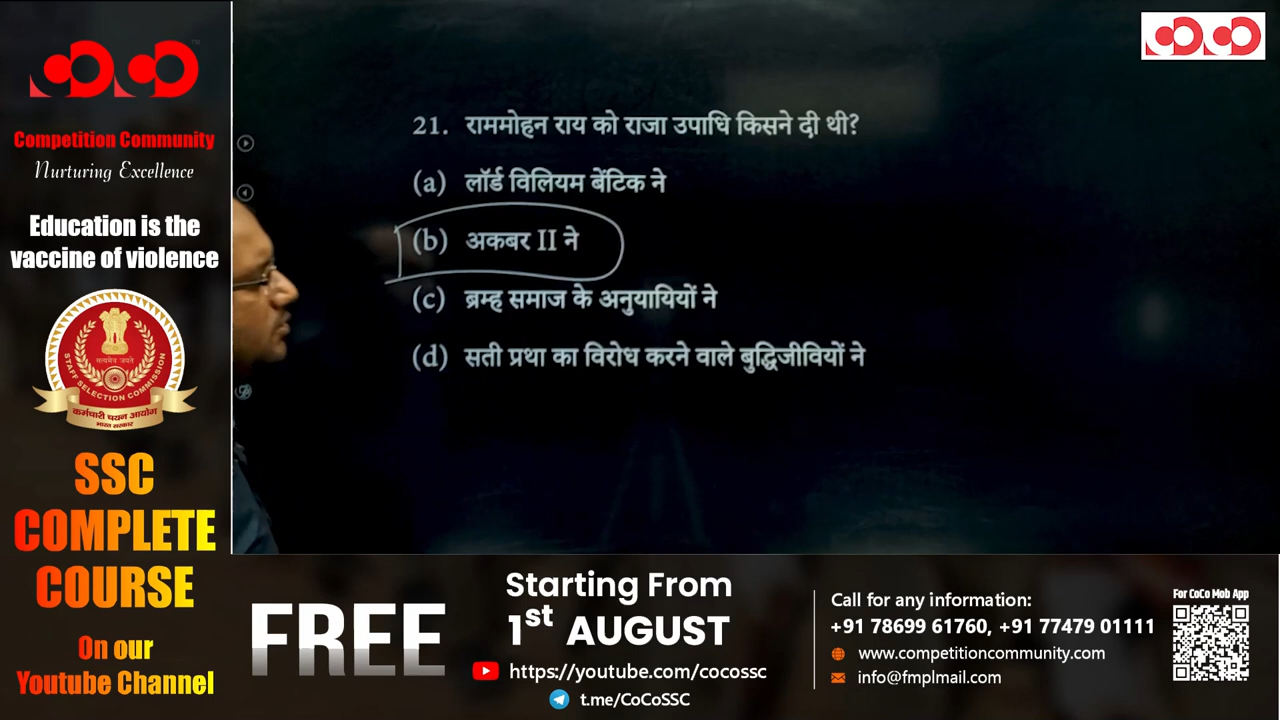 Competition Community
Nurturing Excellence
Education is the
vaccine of violence
सत्यमेव जयते
STAFF SELECTION COMMISSION
कर्मचारी चयन आयोग
भारत सरकार
SSC
COMPLETE
COURSE
On our
Youtube Channel
21. राममोहन राय को राजा उपाधि किसने दी थी?
(a) लॉर्ड विलियम बेंटिक ने
(b) अकबर II ने
(c) ब्रम्ह समाज के अनुयायियों ने
(d) सती प्रथा का विरोध करने वाले बुद्धिजीवियों ने
FREE
Starting From
1st AUGUST
https://youtube.com/cocossc
t.me/CoCoSSC
Call for any information:
+91 78699 61760, +91 77479 01111
www.competitioncommunity.com
info@fmplmail.com
For CoCo Mob App